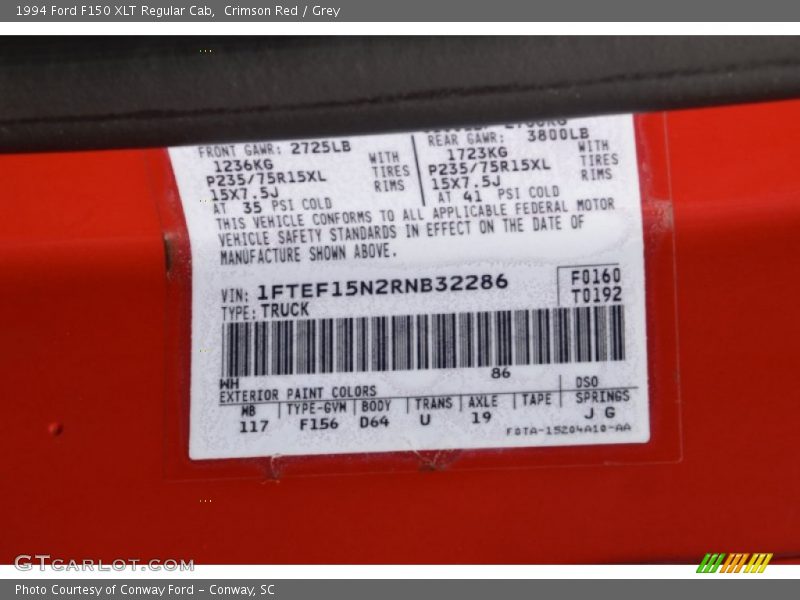 1994 Ford F150 XLT Regular Cab,  Crimson Red / Grey
FRONT GAWR: 2725LB
1236KG
P235/75R15XL
15X7.5J
AT 35 PSI COLD
WITH
TIRES
RIMS
REAR GAWR: 3800LB
1723KG
P235/75R15XL
15X7.5J
AT 41 PSI COLD
WITH
TIRES
RIMS
THIS VEHICLE CONFORMS TO ALL APPLICABLE FEDERAL MOTOR
VEHICLE SAFETY STANDARDS IN EFFECT ON THE DATE OF
MANUFACTURE SHOWN ABOVE.
VIN: 1FTEF15N2RNB32286
TYPE: TRUCK
F0160
T0192
WH 86
EXTERIOR PAINT COLORS DSO
WB TYPE-GVW BODY TRANS AXLE TAPE SPRINGS
117 F156 D64 U 19 J G
F0TA-15204A10-AA
GTCARLOT.COM
Photo Courtesy of Conway Ford - Conway, SC